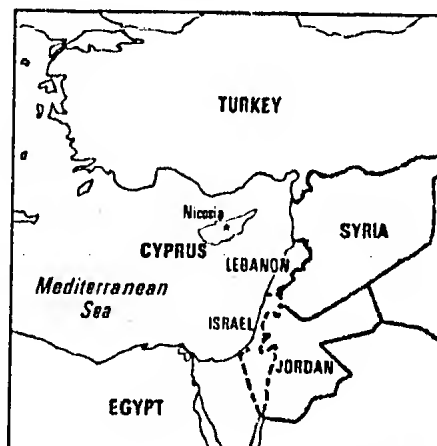 TURKEY
Nicosia
CYPRUS
SYRIA
LEBANON
Mediterranean
Sea
ISRAEL
JORDAN
EGYPT